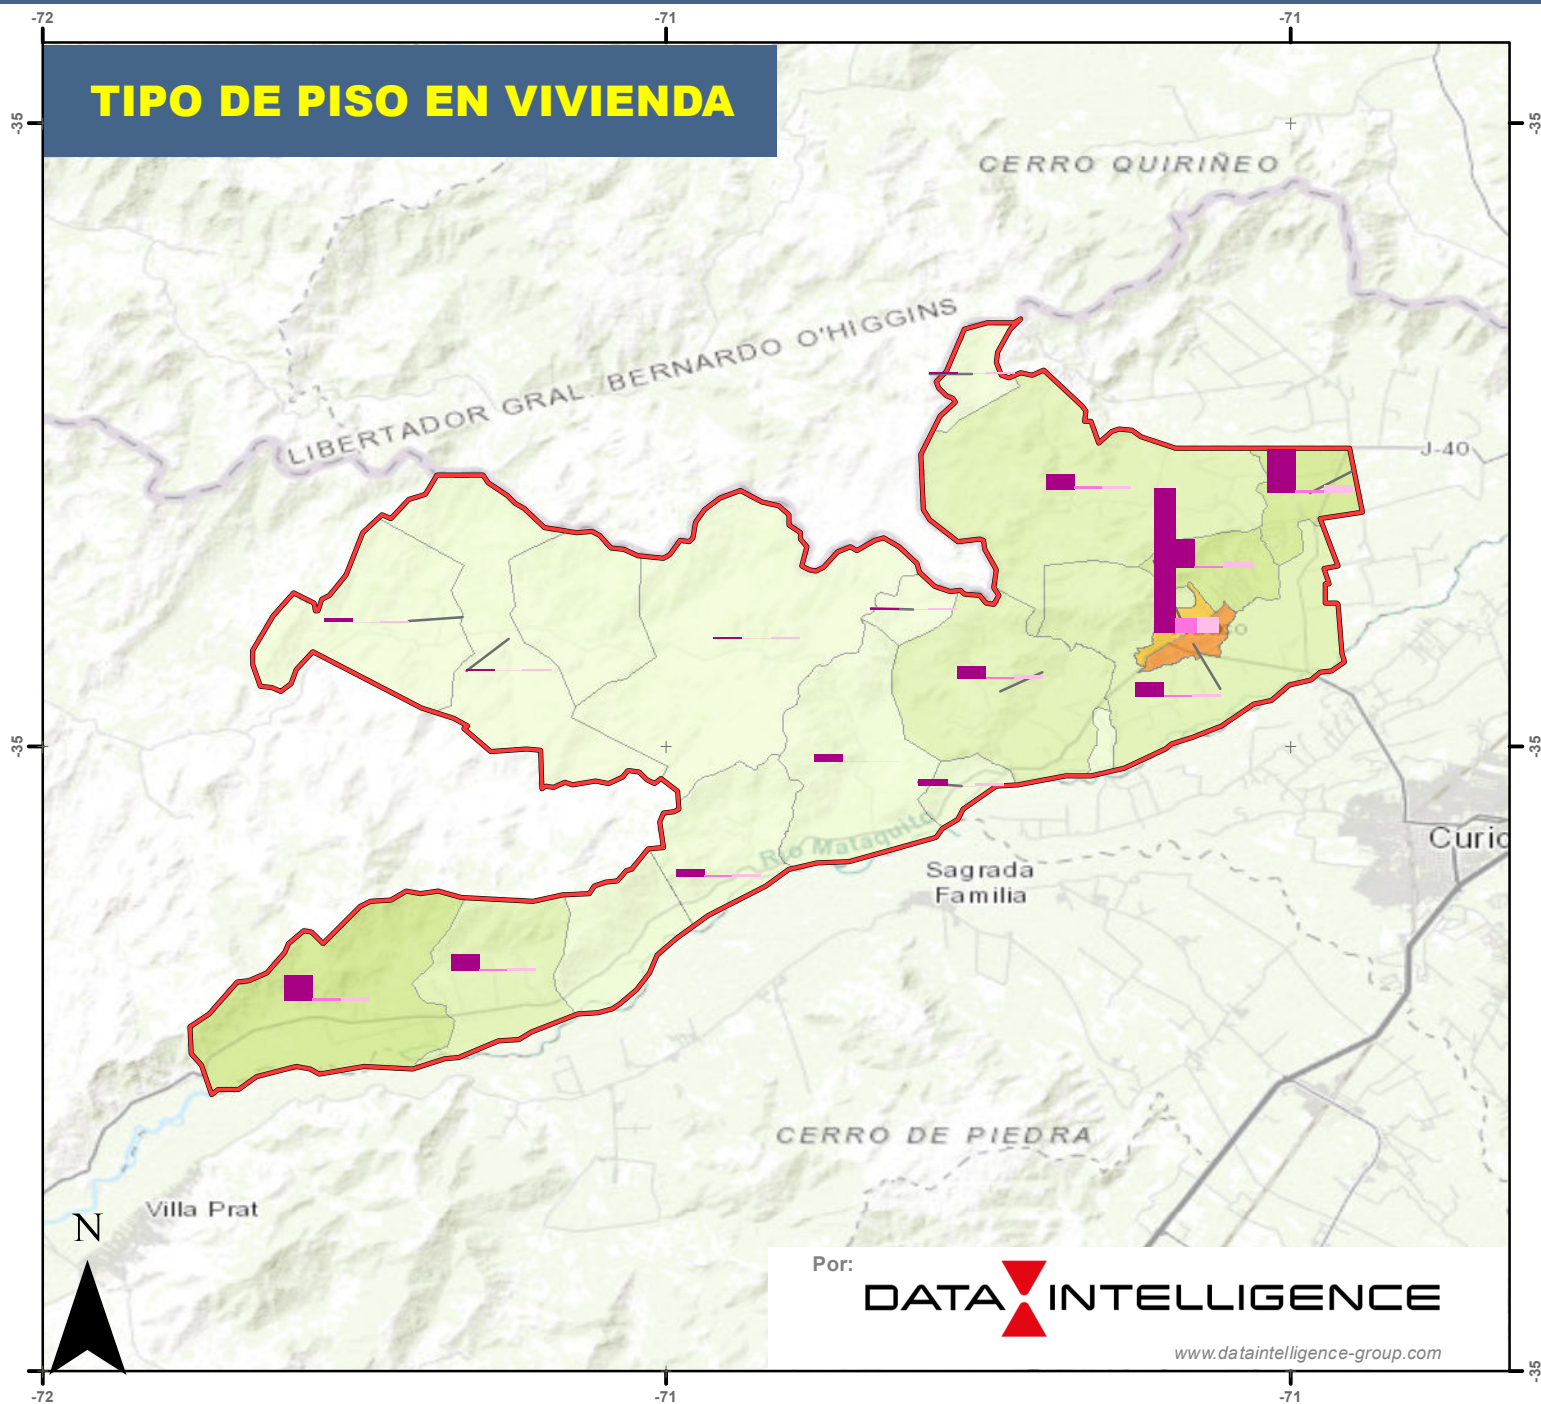 -72
-71
-71
TIPO DE PISO EN VIVIENDA
-35
-35
CERRO QUIRIÑEO
LIBERTADOR GRAL. BERNARDO O'HIGGINS
J-40
-35
-35
Río Mataquito
Curic
Sagrada
Familia
CERRO DE PIEDRA
Villa Prat
N
Por:
DATA INTELLIGENCE
www.dataintelligence-group.com
-35
-72
-71
-71